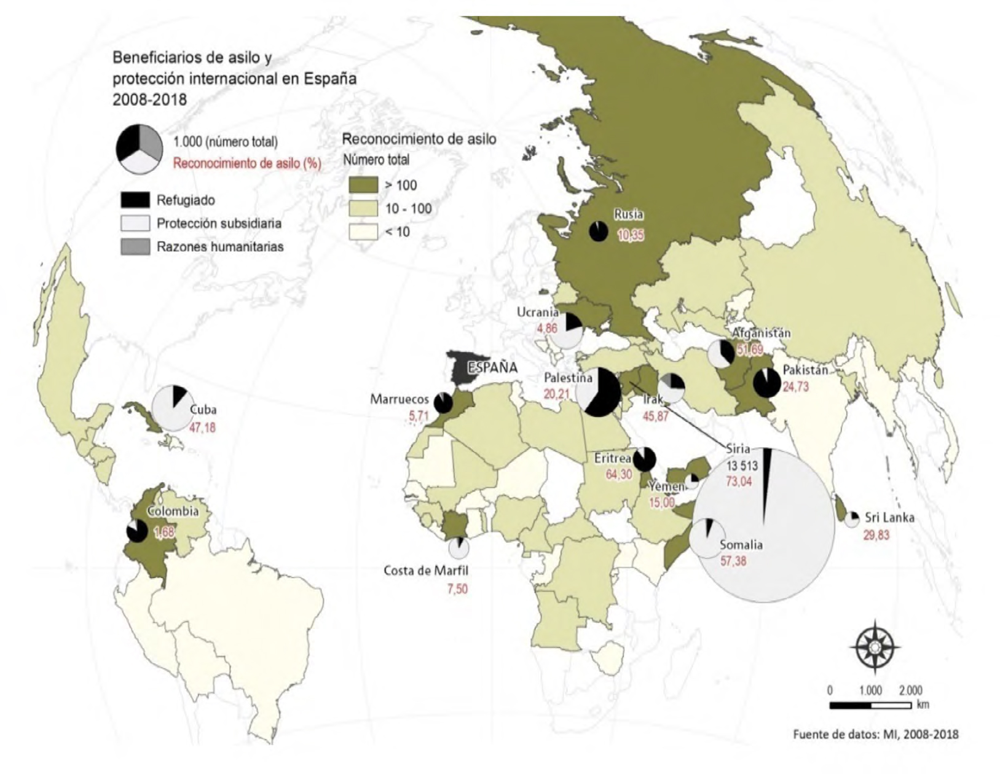 Beneficiarios de asilo y
protección internacional en España
2008-2018
1.000 (número total)
Reconocimiento de asilo (%)
Refugiado
Protección subsidiaria
Razones humanitarias
Reconocimiento de asilo
Número total
> 100
10 - 100
< 10
Rusia
10,35
Ucrania
4,86
Afganistán
51,69
ESPAÑA
Palestina
20,21
Pakistán
24,73
Marruecos
5,71
Irak
45,87
Cuba
47,18
Siria
13 513
73,04
Eritrea
64,30
Yemen
15,00
Colombia
1,68
Sri Lanka
29,83
Somalia
57,38
Costa de Marfil
7,50
0 1.000 2.000
km
Fuente de datos: MI, 2008-2018